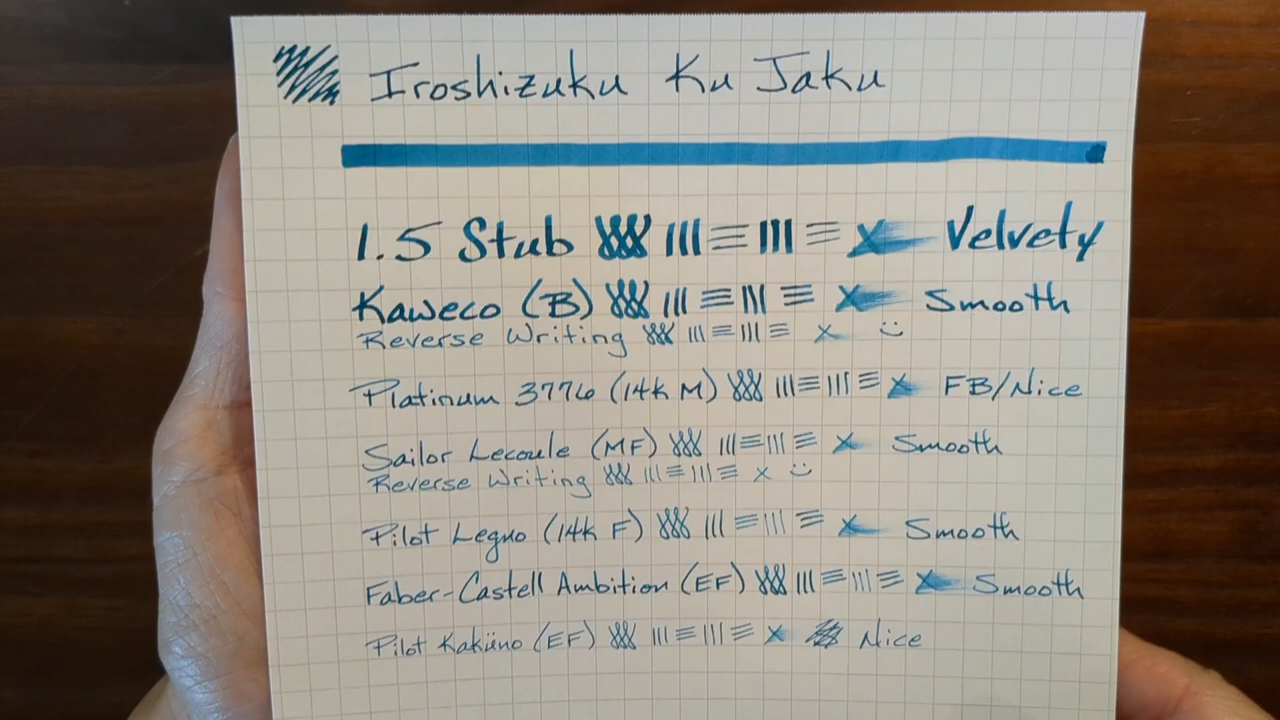 Iroshizuku Ku Jaku
1.5 Stub Velvety
Kaweco (B) Smooth
Reverse Writing
Platinum 3776 (14k M) FB/Nice
Sailor Lecoule (MF) Smooth
Reverse Writing
Pilot Legno (14k F) Smooth
Faber-Castell Ambition (EF) Smooth
Pilot Kaküno (EF) Nice